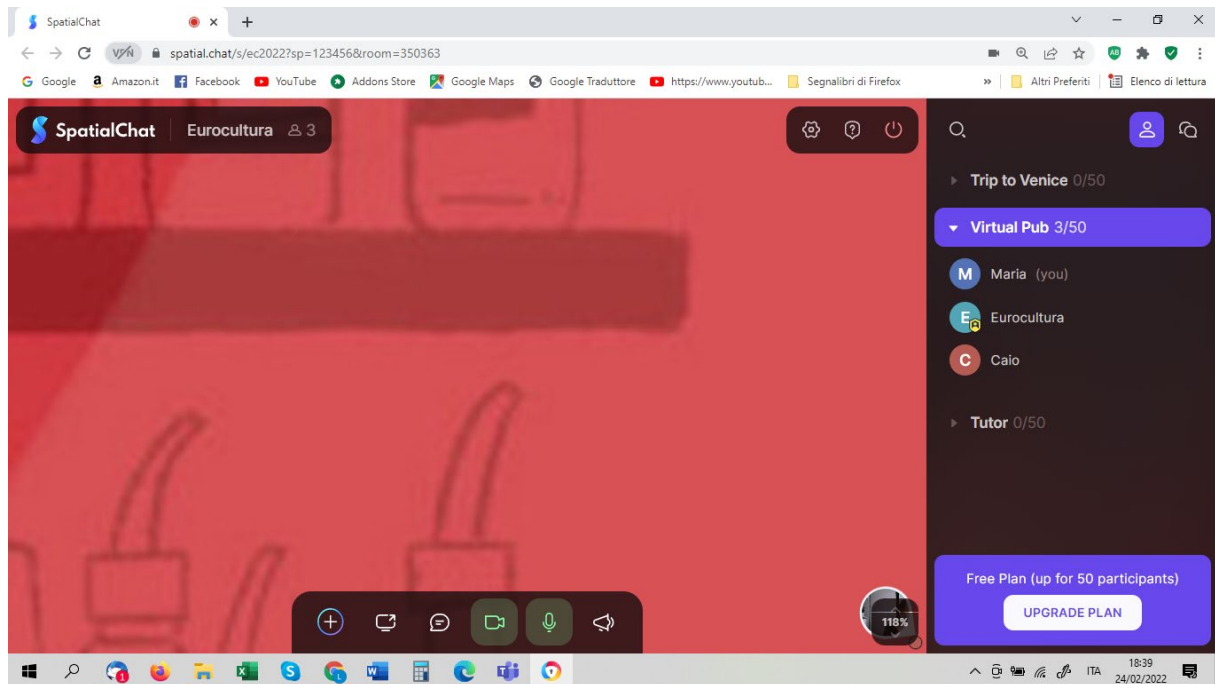 SpatialChat
spatial.chat/s/ec2022?sp=123456&room=350363
Google Amazon.it Facebook YouTube Addons Store Google Maps Google Traduttore https://www.youtub... Segnalibri di Firefox » Altri Preferiti Elenco di lettura
SpatialChat Eurocultura 3
Trip to Venice 0/50
Virtual Pub 3/50
M Maria (you)
E Eurocultura
C Caio
Tutor 0/50
Free Plan (up for 50 participants)
UPGRADE PLAN
118%
ITA
18:39
24/02/2022